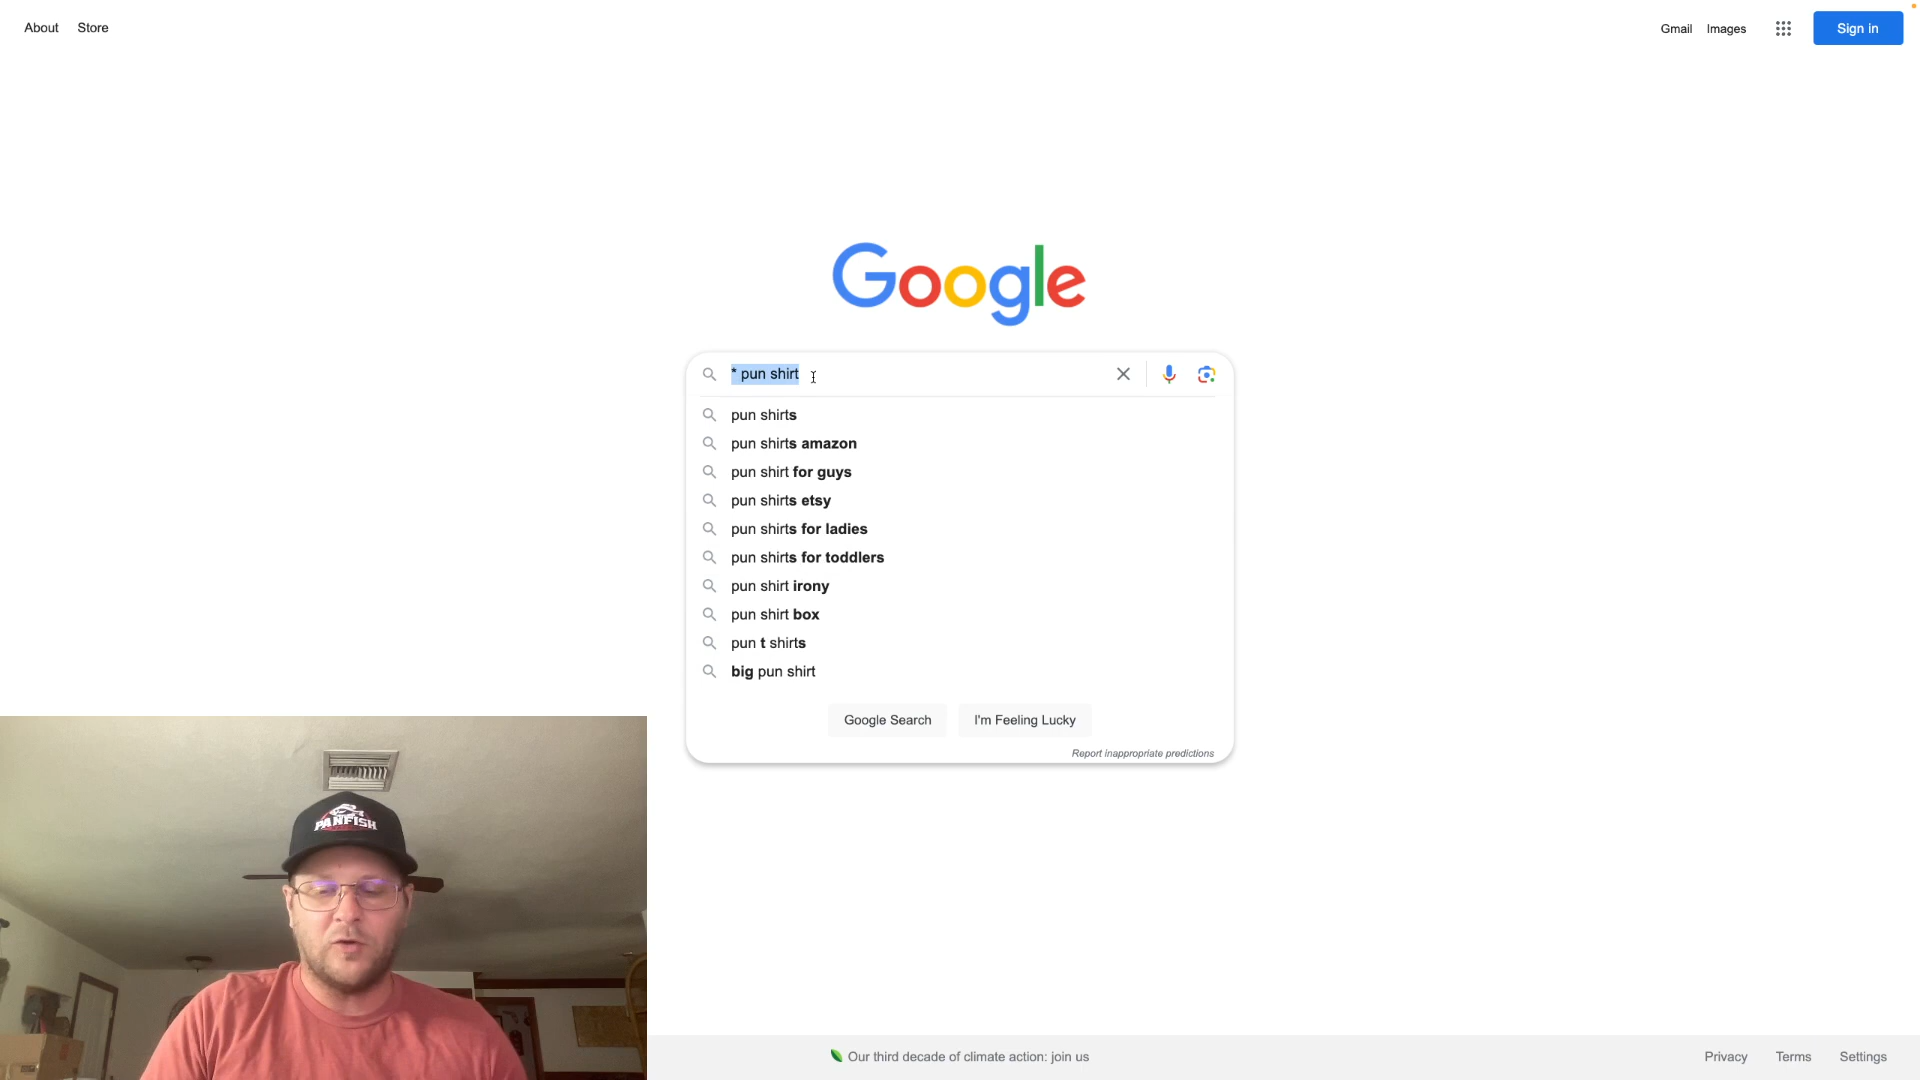 About Store
Gmail Images Sign in
Google
* pun shirt
pun shirts
pun shirts amazon
pun shirt for guys
pun shirts etsy
pun shirts for ladies
pun shirts for toddlers
pun shirt irony
pun shirt box
pun t shirts
big pun shirt
Google Search I'm Feeling Lucky
Report inappropriate predictions
PANFISH
Our third decade of climate action: join us
Privacy Terms Settings